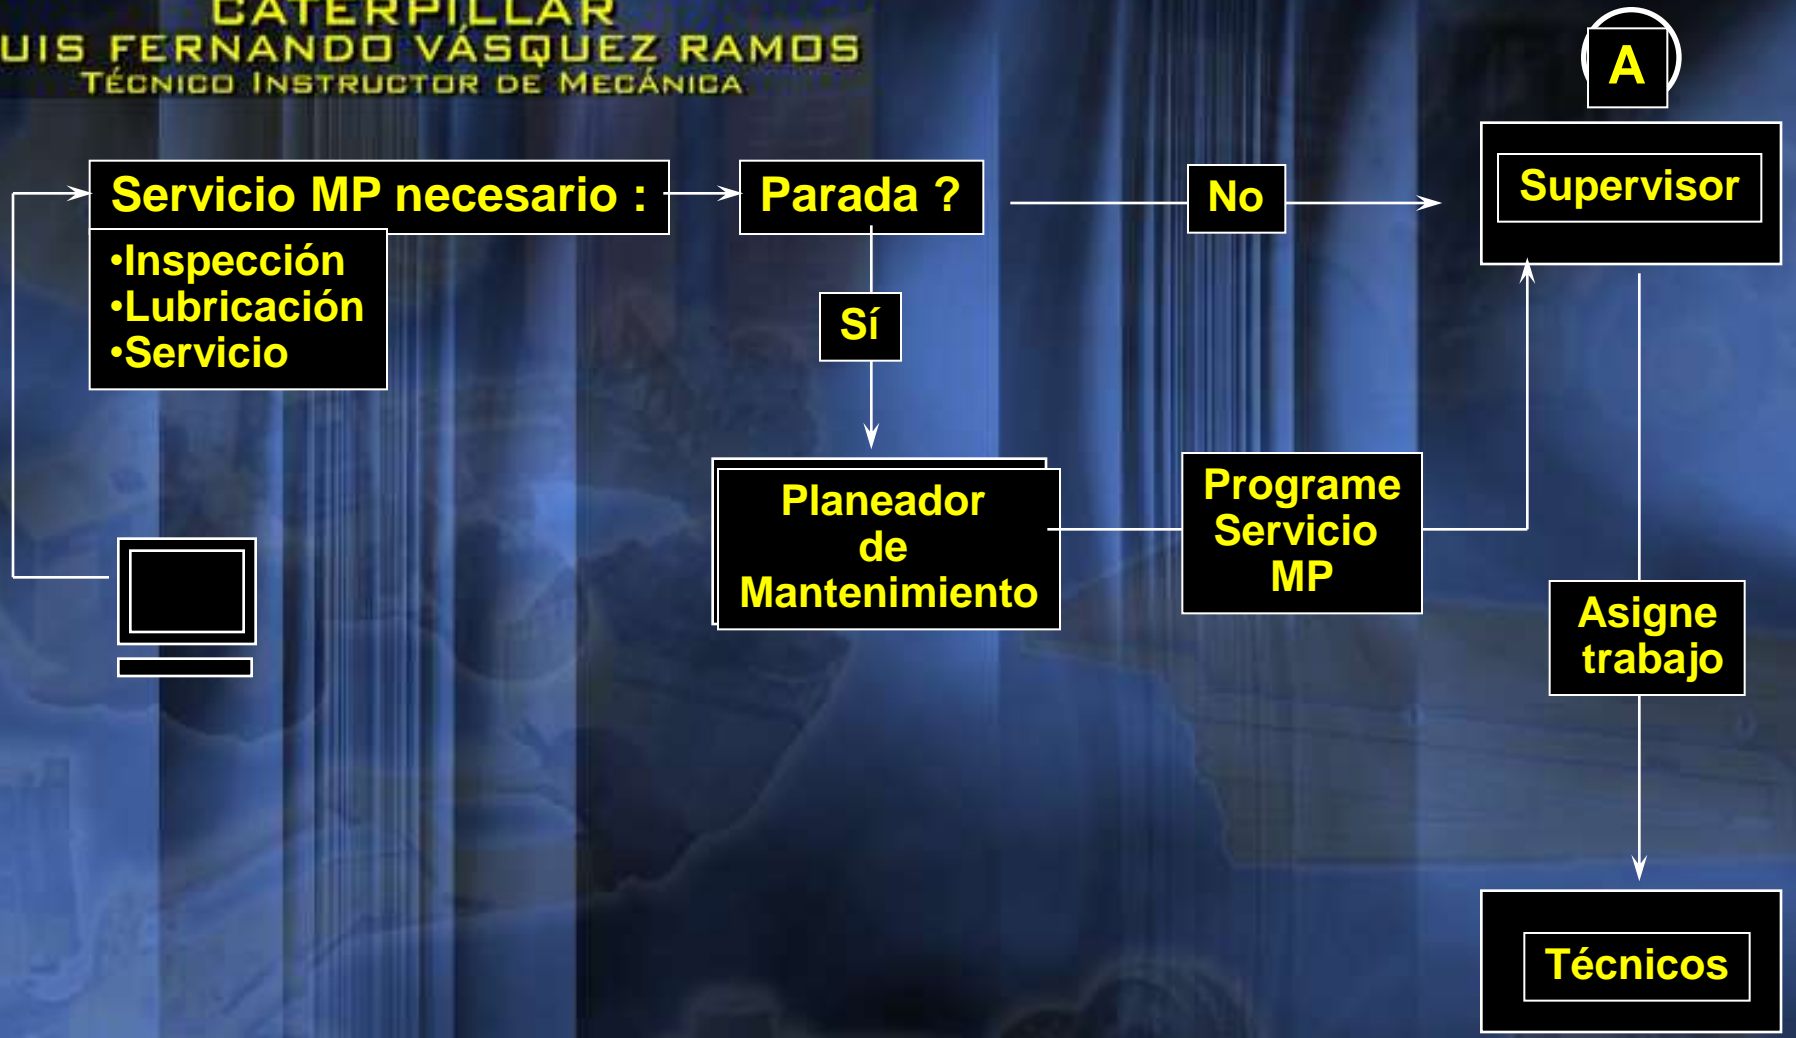 CATERPILLAR
UIS FERNANDO VÁSQUEZ RAMOS
TÉCNICO INSTRUCTOR DE MECÁNICA
A
Servicio MP necesario :
•Inspección
•Lubricación
•Servicio
Parada ?
No
Supervisor
Sí
Planeador
de
Mantenimiento
Programe
Servicio
MP
Asigne
trabajo
Técnicos